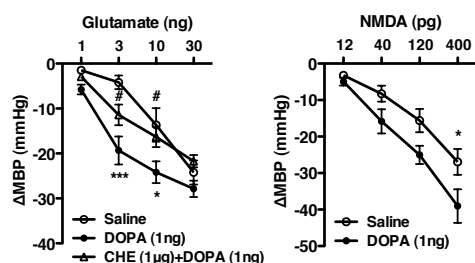 Glutamate (ng)
1 3 10 30
0
-10
-20
-30
-40
ΔMBP (mmHg)
#
#
***
*
Saline
DOPA (1ng)
CHE (1μg)+DOPA (1ng)
NMDA (pg)
12 40 120 400
0
-10
-20
-30
-40
-50
ΔMBP (mmHg)
*
Saline
DOPA (1ng)